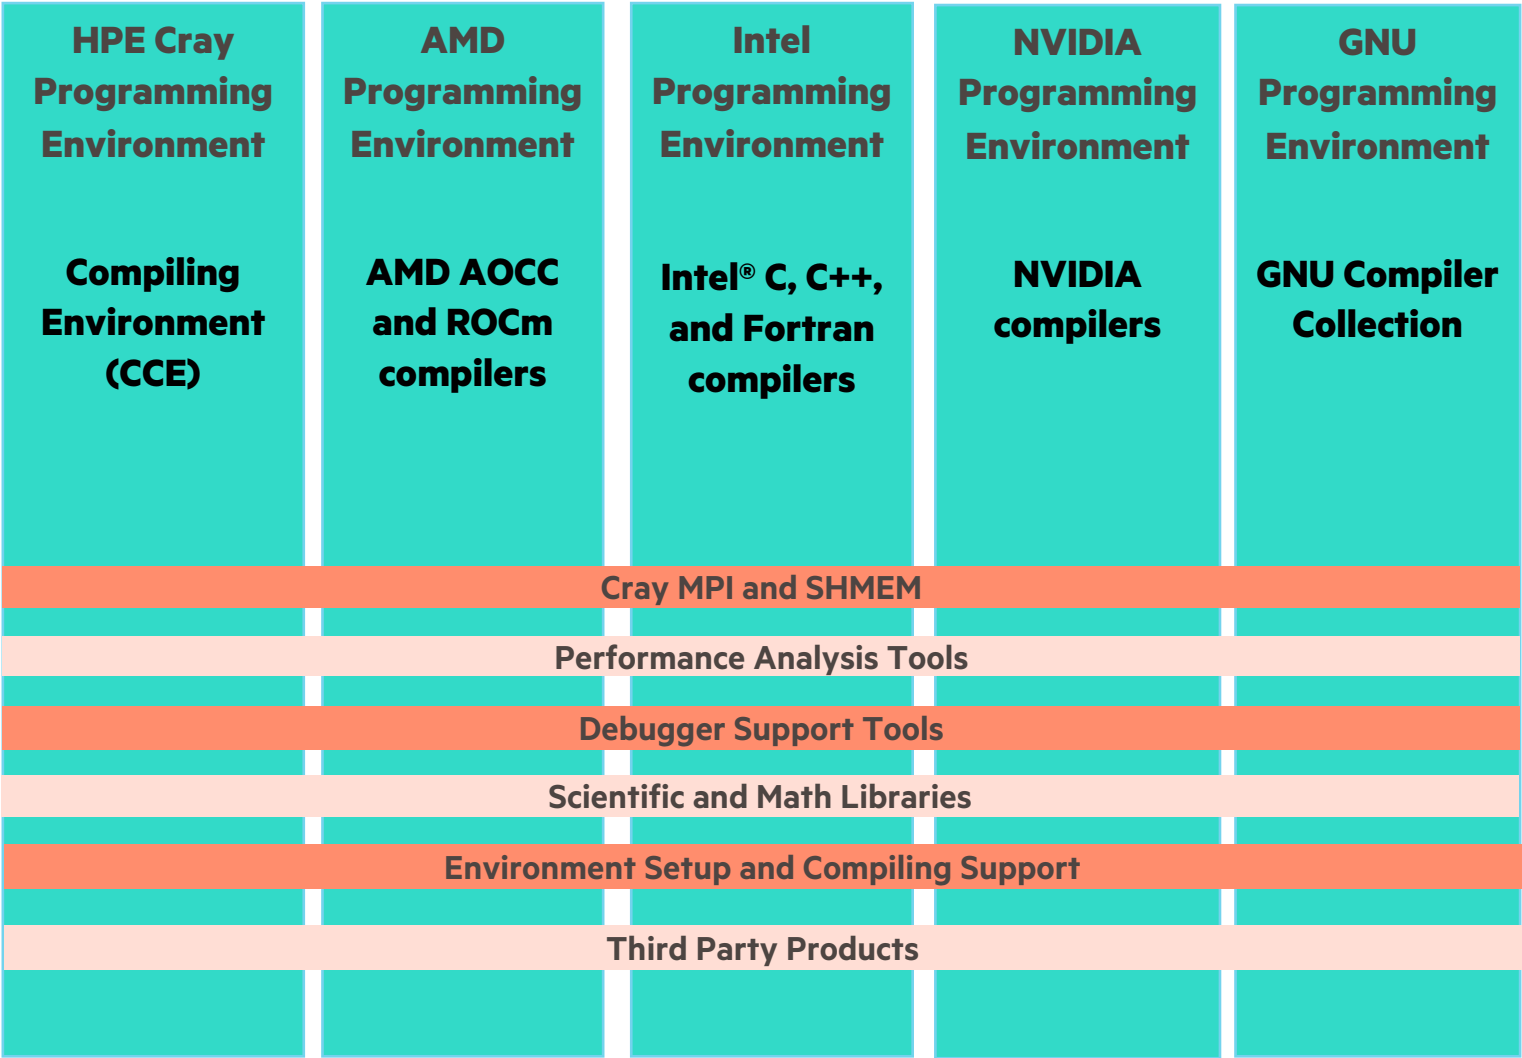 HPE Cray
Programming
Environment
Compiling
Environment
(CCE)
AMD
Programming
Environment
AMD AOCC
and ROCm
compilers
Intel
Programming
Environment
Intel® C, C++,
and Fortran
compilers
NVIDIA
Programming
Environment
NVIDIA
compilers
GNU
Programming
Environment
GNU Compiler
Collection
Cray MPI and SHMEM
Performance Analysis Tools
Debugger Support Tools
Scientific and Math Libraries
Environment Setup and Compiling Support
Third Party Products